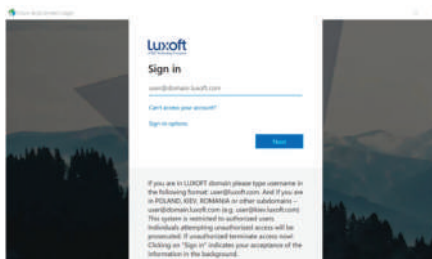 Luxoft
Sign in
user@domain.luxoft.com
Can't access your account?
Sign-in options
Next
If you are in LUXOFT domain please type username in
the following format: user@luxoft.com. And if you are
in POLAND, KIEV, ROMANIA or other subdomains –
user@domain.luxoft.com (e.g. user@kiev.luxoft.com)
This system is restricted to authorized users.
Individuals attempting unauthorized access will be
prosecuted. If unauthorized terminate access now!
Clicking on "Sign in" indicates your acceptance of the
information in the background.